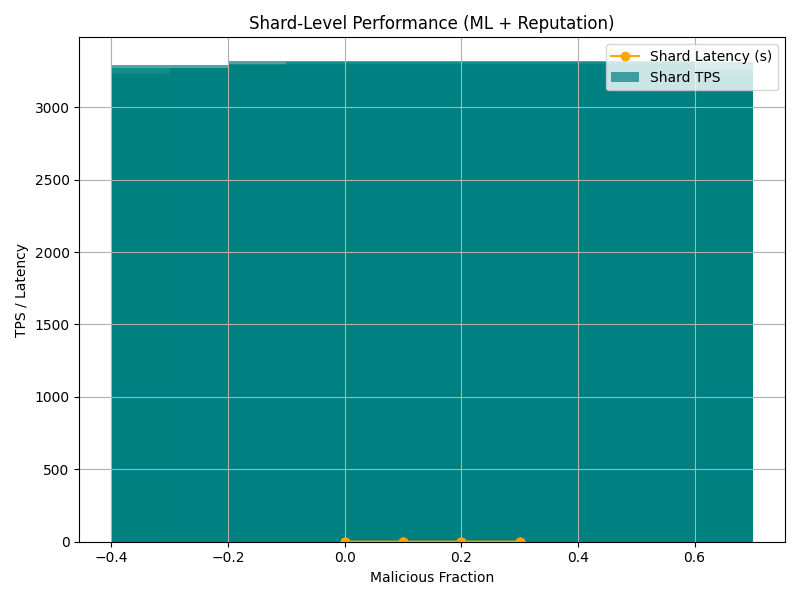 Shard-Level Performance (ML + Reputation)
Shard Latency (s)
Shard TPS
TPS / Latency
3000
2500
2000
1500
1000
500
0
−0.4
−0.2
0.0
0.2
0.4
0.6
Malicious Fraction